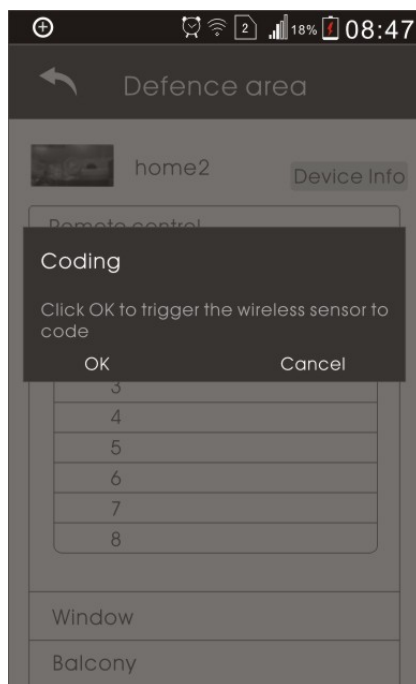 2 18% 08:47
Defence area
home2
Device Info
Remote control
Coding
Click OK to trigger the wireless sensor to
code
OK Cancel
3
4
5
6
7
8
Window
Balcony